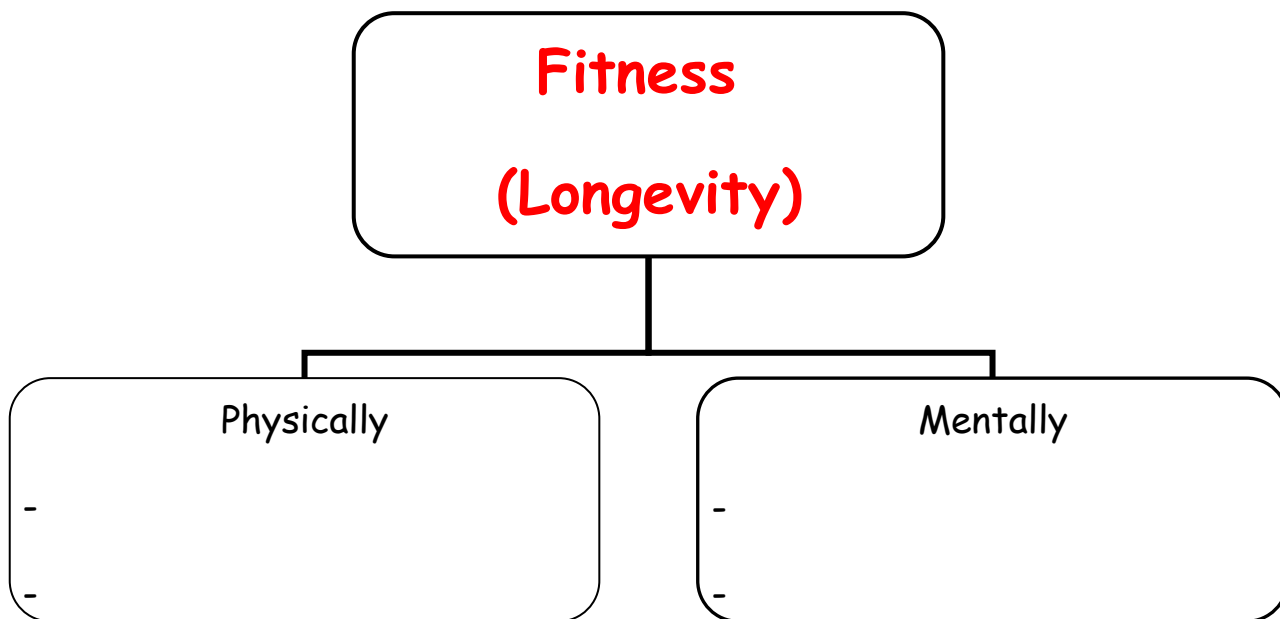 Fitness
(Longevity)
Physically
-
-
Mentally
-
-